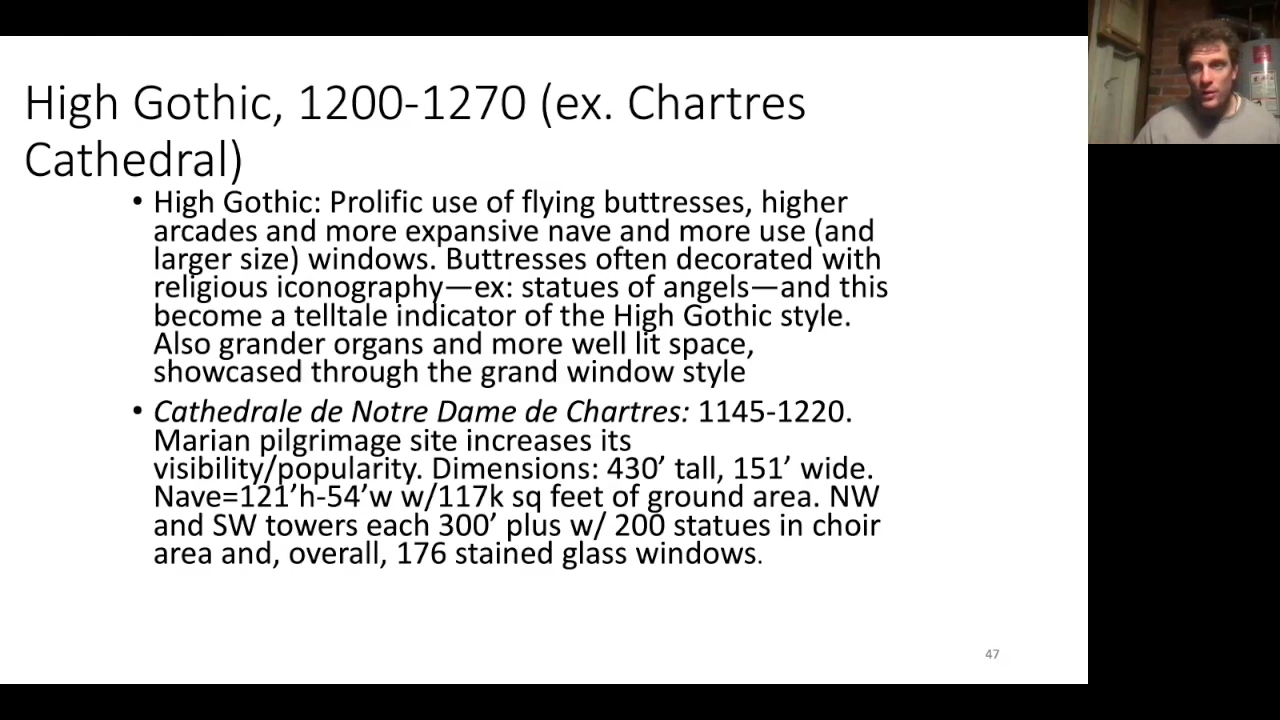 High Gothic, 1200-1270 (ex. Chartres
Cathedral)
• High Gothic: Prolific use of flying buttresses, higher
arcades and more expansive nave and more use (and
larger size) windows. Buttresses often decorated with
religious iconography—ex: statues of angels—and this
become a telltale indicator of the High Gothic style.
Also grander organs and more well lit space,
showcased through the grand window style
• Cathedrale de Notre Dame de Chartres: 1145-1220.
Marian pilgrimage site increases its
visibility/popularity. Dimensions: 430’ tall, 151’ wide.
Nave=121’h-54’w w/117k sq feet of ground area. NW
and SW towers each 300’ plus w/ 200 statues in choir
area and, overall, 176 stained glass windows.
47